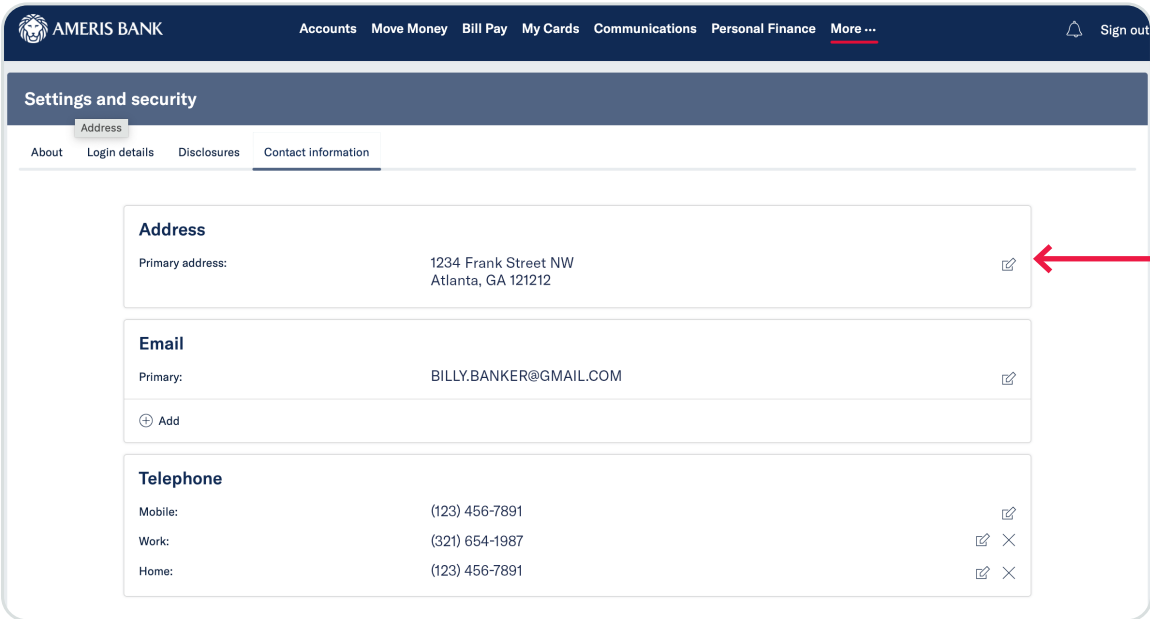 AMERIS BANK
Accounts Move Money Bill Pay My Cards Communications Personal Finance More ··· Sign out
Settings and security
Address
About Login details Disclosures Contact information
Address
Primary address: 1234 Frank Street NW
Atlanta, GA 121212
Email
Primary: BILLY.BANKER@GMAIL.COM
Add
Telephone
Mobile: (123) 456-7891
Work: (321) 654-1987
Home: (123) 456-7891